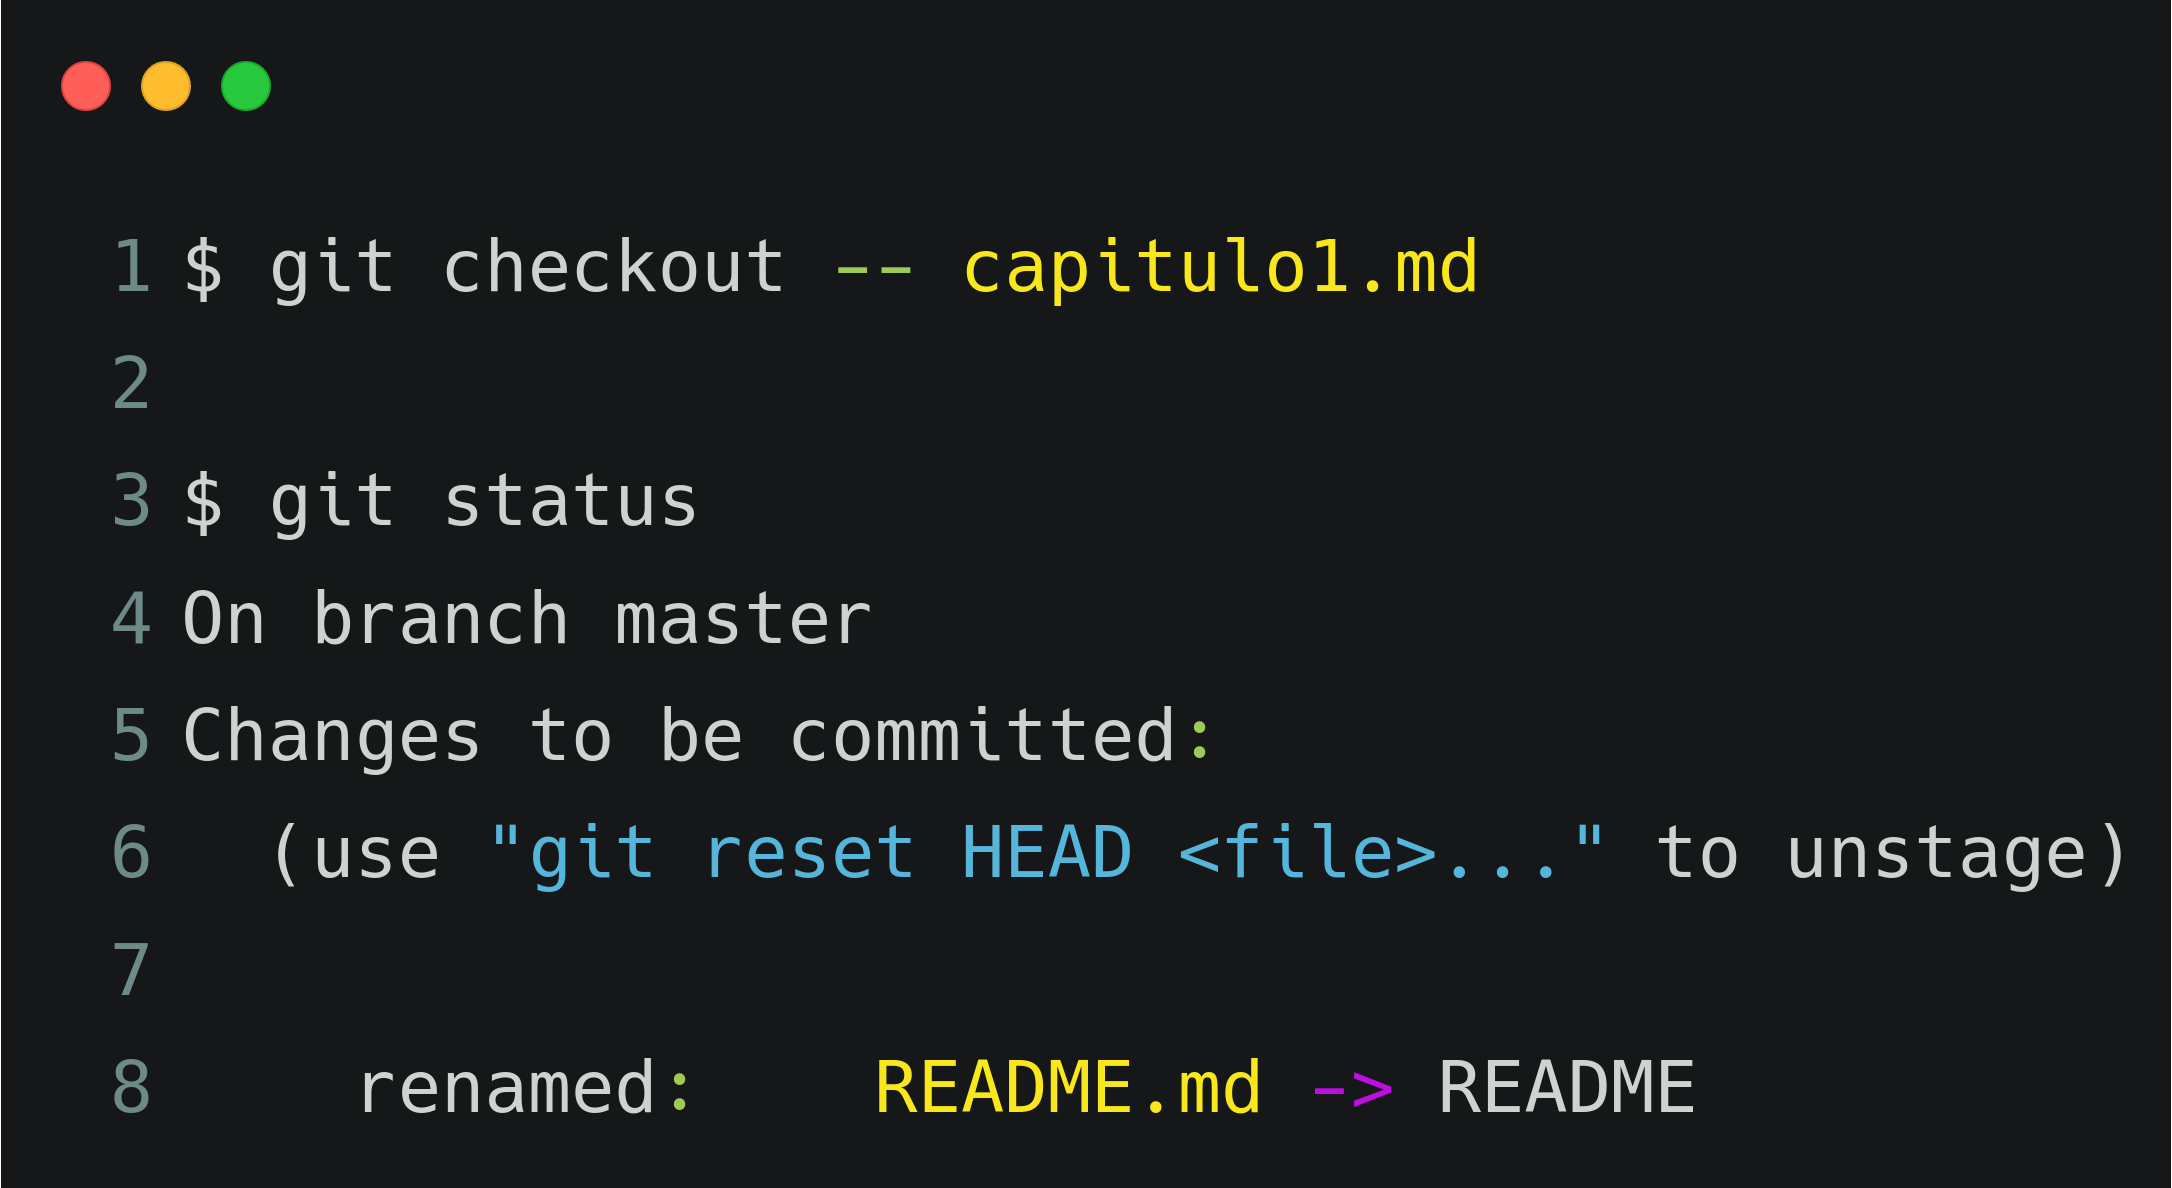 1 $ git checkout -- capitulo1.md
2
3 $ git status
4 On branch master
5 Changes to be committed:
6   (use "git reset HEAD <file>..." to unstage)
7
8     renamed:    README.md -> README